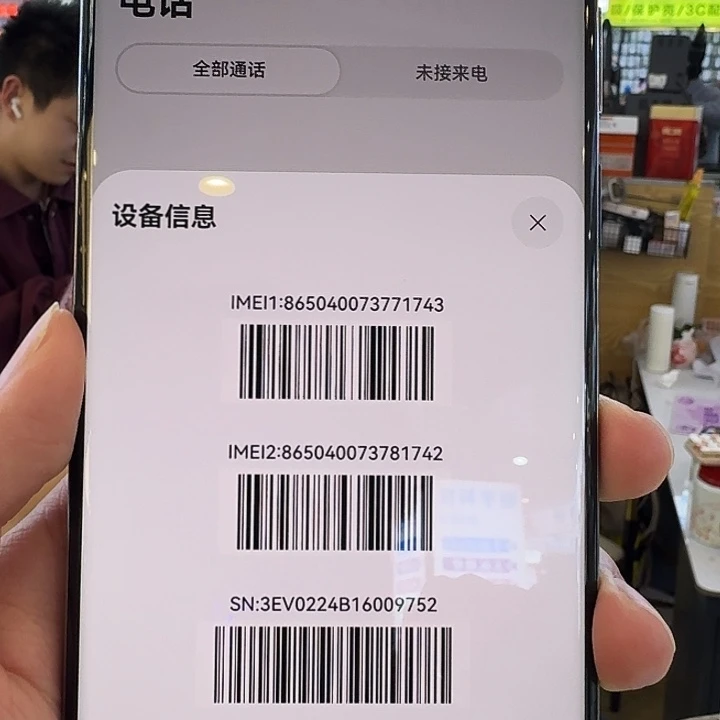 电话
全部通话
未接来电
设备信息
IMEI1:865040073771743
IMEI2:865040073781742
SN:3EV0224B16009752